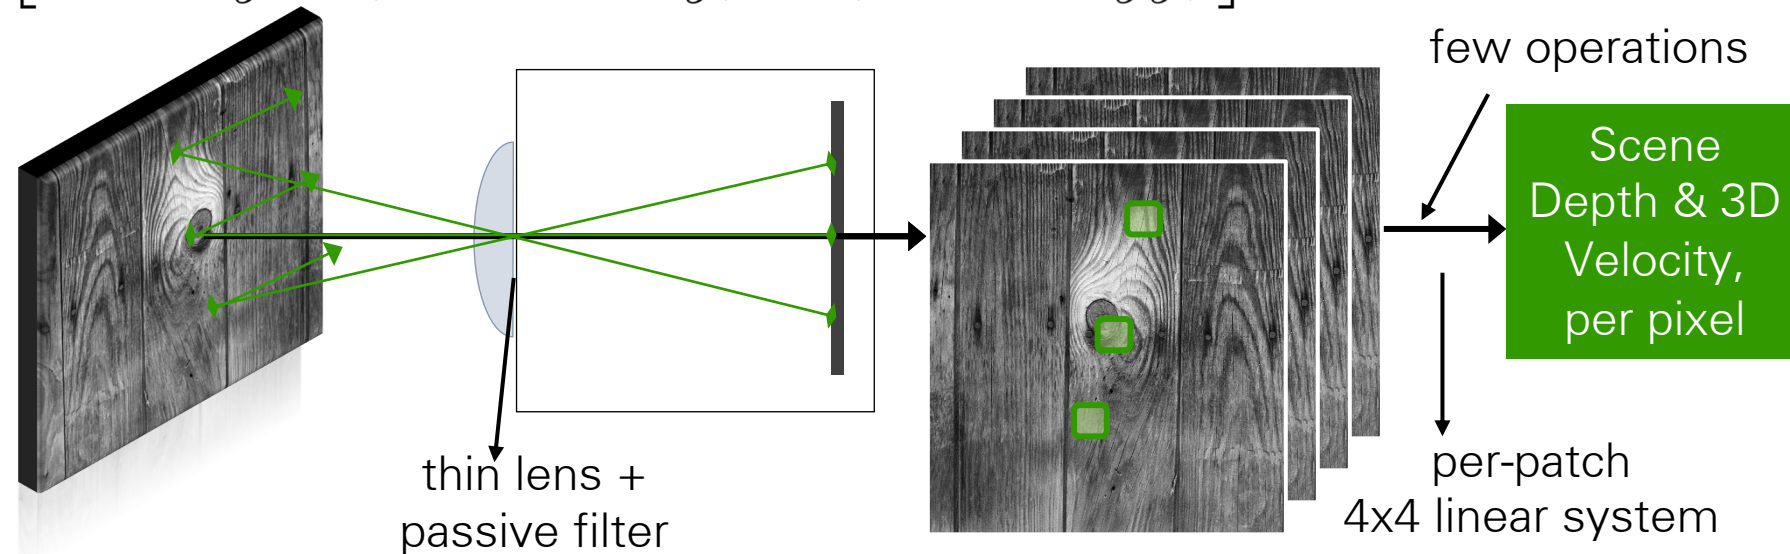 few operations
Scene
Depth & 3D
Velocity,
per pixel
thin lens +
passive filter
per-patch
4x4 linear system